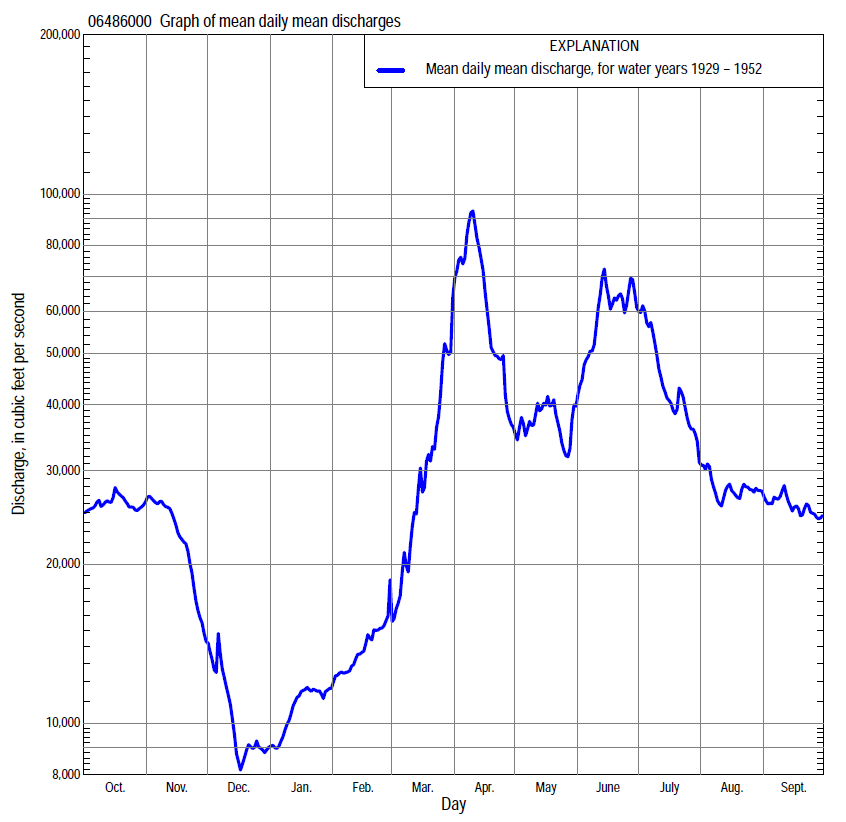 06486000 Graph of mean daily mean discharges
200,000
EXPLANATION
Mean daily mean discharge, for water years 1929 – 1952
100,000
80,000
60,000
50,000
40,000
30,000
20,000
10,000
8,000
Discharge, in cubic feet per second
Oct. Nov. Dec. Jan. Feb. Mar. Apr. May June July Aug. Sept.
Day